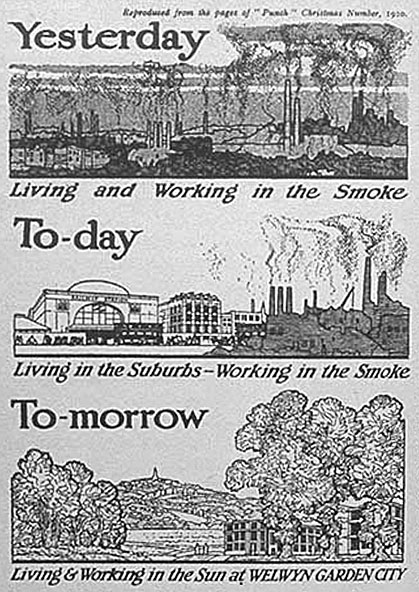 Reproduced from the pages of "Punch" Christmas Number, 1920.
Yesterday
Living and Working in the Smoke
To-day
Living in the Suburbs - Working in the Smoke
To-morrow
Living & Working in the Sun at WELWYN GARDEN CITY